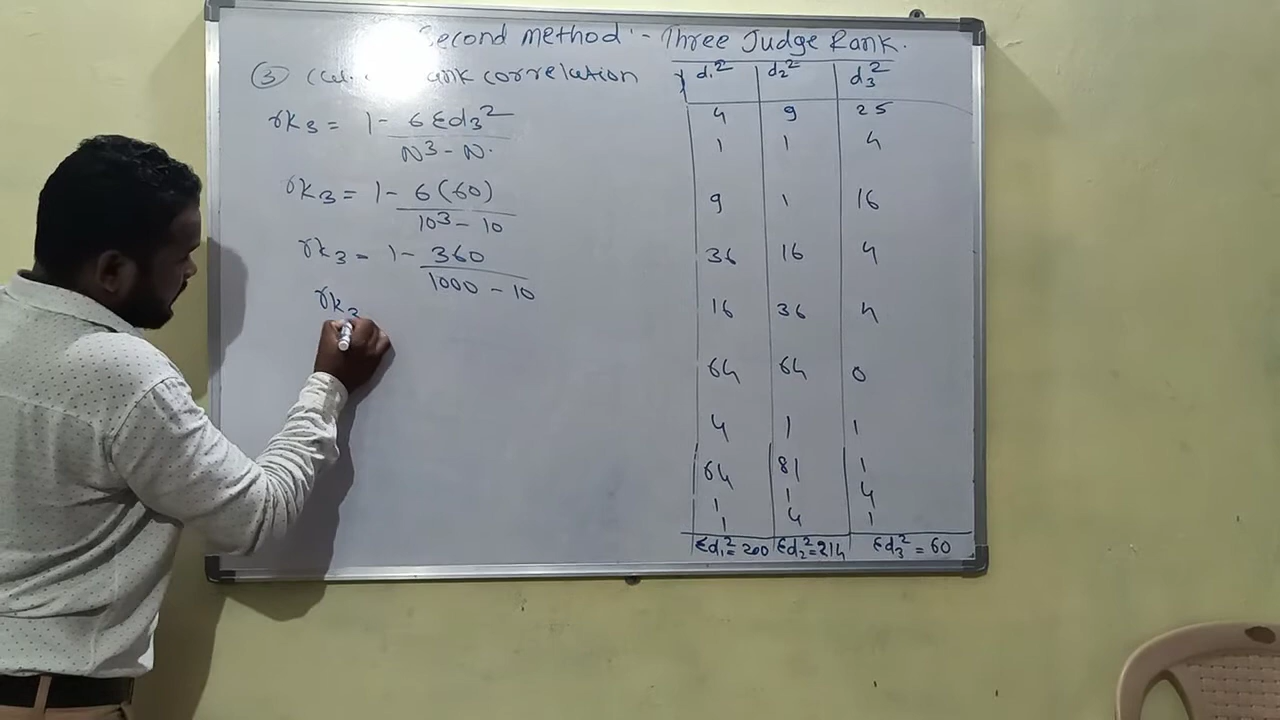 Second method :- Three Judge Rank.
③ correlation
rk3 = 1 - 6 Σd3²
N³ - N.
rk3 = 1 - 6(60)
10³ - 10
rk3 = 1 - 360
1000 - 10
rk3
d1² d2² d3²
4 9 25
1 1 4
9 1 16
36 16 4
16 36 4
64 64 0
4 1 1
64 81 1
1 1 4
1 4 1
Σd1² = 200 Σd2² = 214 Σd3² = 60